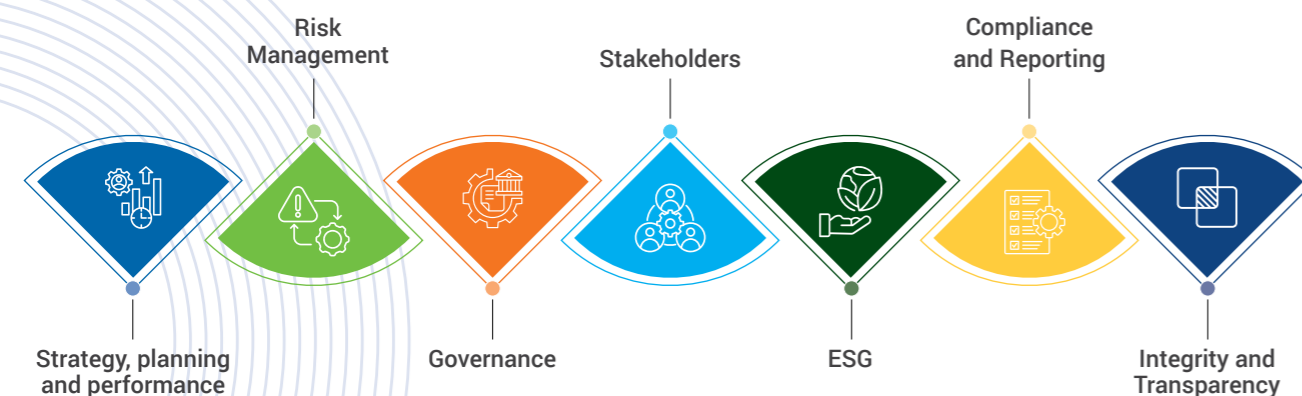 Risk
Management
Stakeholders
Compliance
and Reporting
Strategy, planning
and performance
Governance
ESG
Integrity and
Transparency